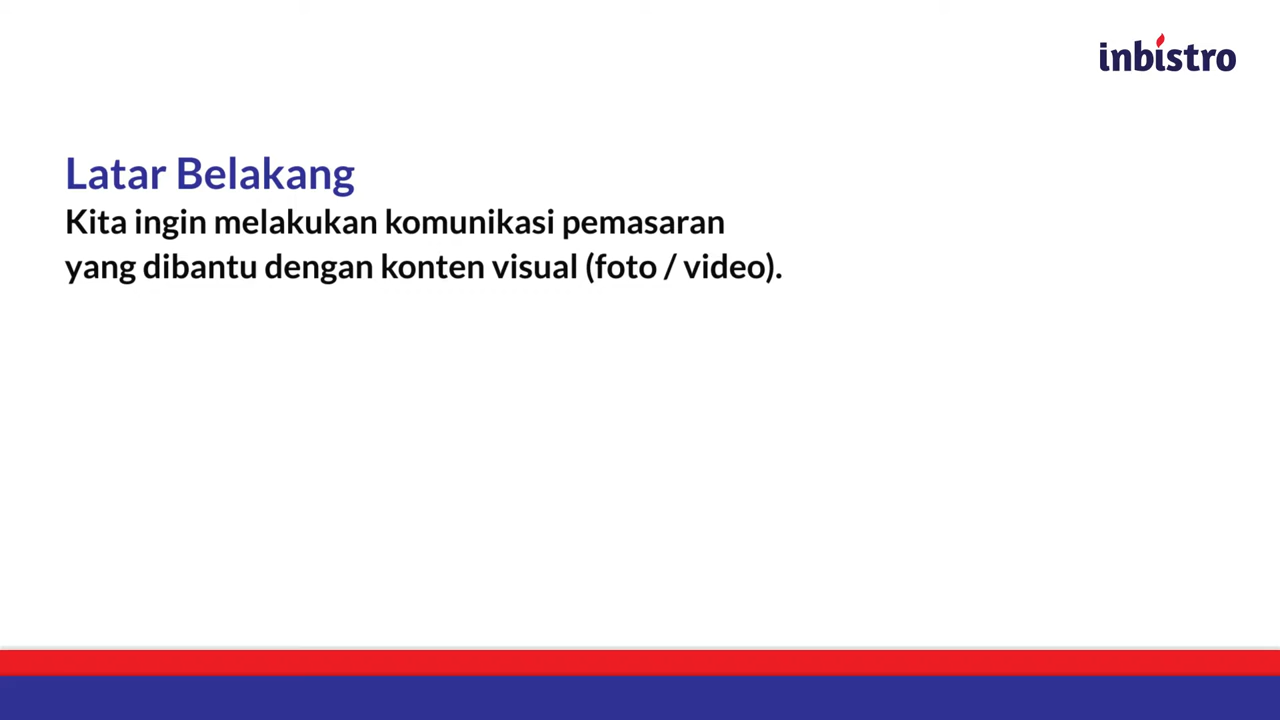 inbistro
Latar Belakang
Kita ingin melakukan komunikasi pemasaran
yang dibantu dengan konten visual (foto / video).